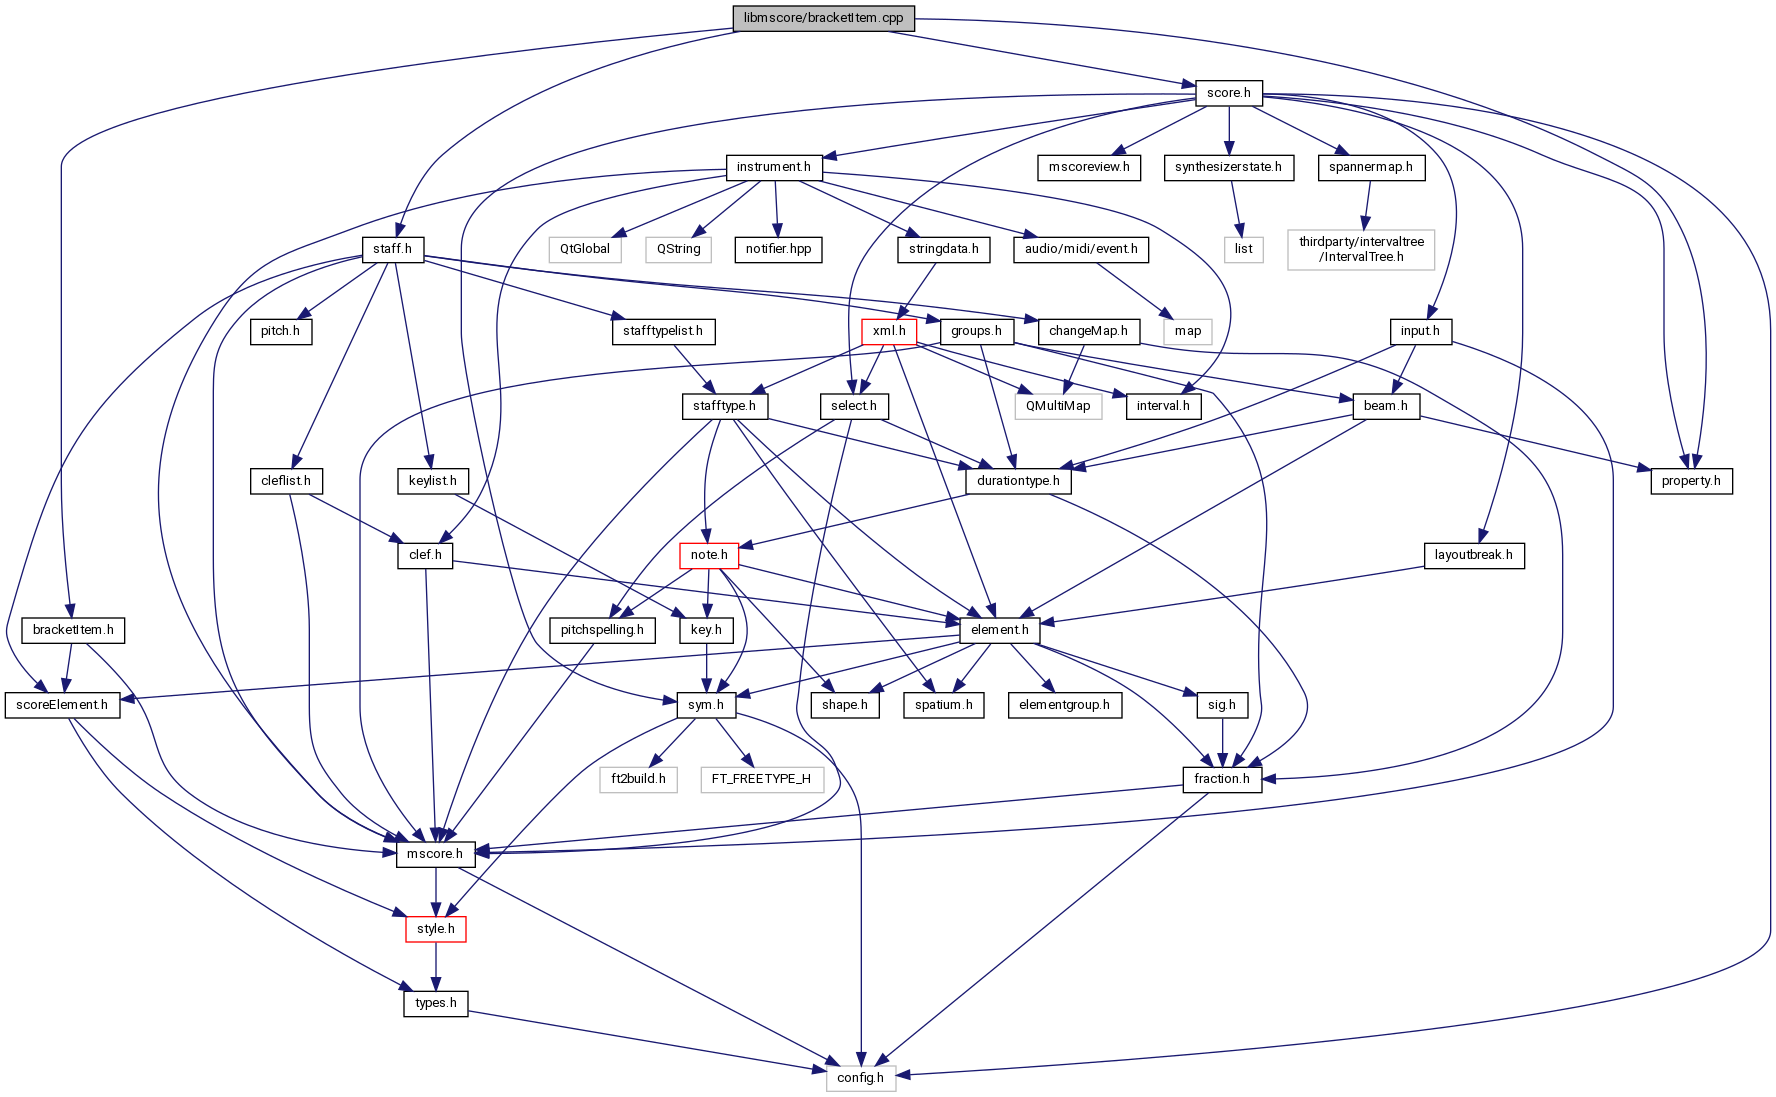 libmscore/bracketItem.cpp
score.h
instrument.h
mscoreview.h
synthesizerstate.h
spannermap.h
staff.h
QtGlobal
QString
notifier.hpp
stringdata.h
audio/midi/event.h
list
thirdparty/intervaltree
/IntervalTree.h
pitch.h
stafftypelist.h
xml.h
groups.h
changeMap.h
map
input.h
stafftype.h
select.h
QMultiMap
interval.h
beam.h
cleflist.h
keylist.h
durationtype.h
property.h
clef.h
note.h
layoutbreak.h
bracketItem.h
pitchspelling.h
key.h
element.h
scoreElement.h
sym.h
shape.h
spatium.h
elementgroup.h
sig.h
ft2build.h
FT_FREETYPE_H
fraction.h
mscore.h
style.h
types.h
config.h